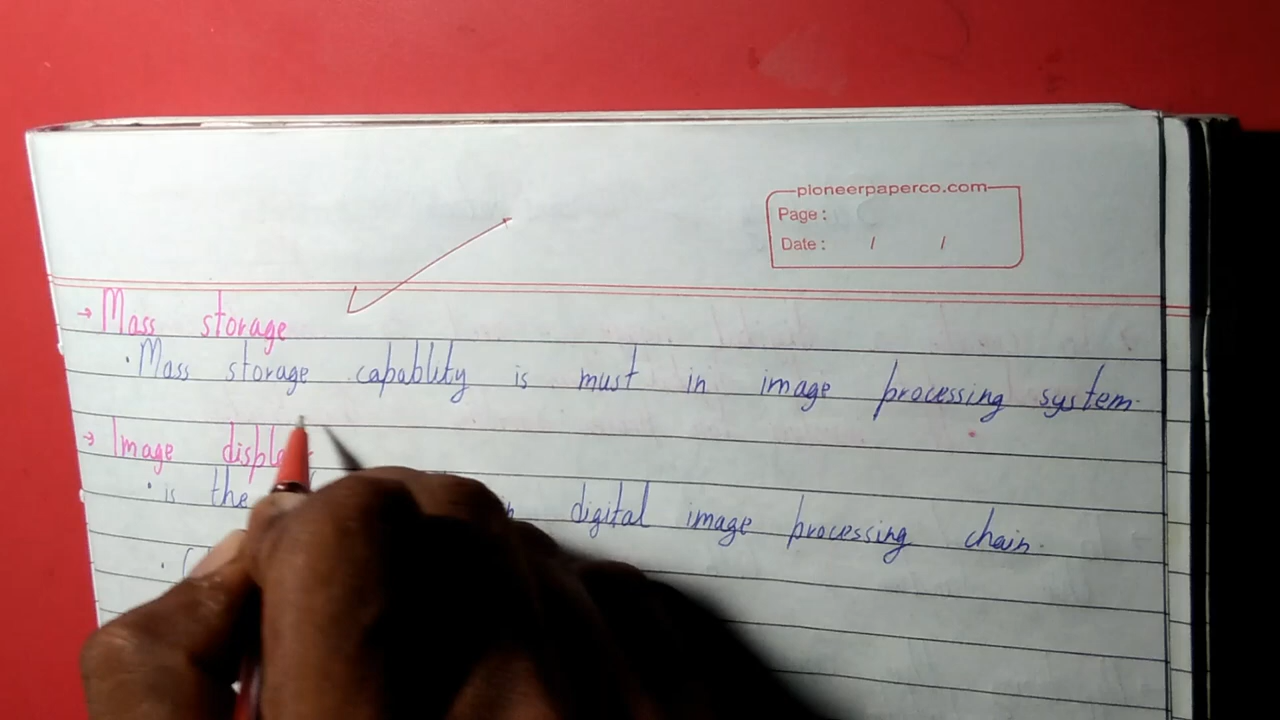 pioneerpaperco.com
Page :
Date : / /
→ Mass storage
· Mass storage capablity is must in image processing system.
→ Image display
· is the digital image processing chain.